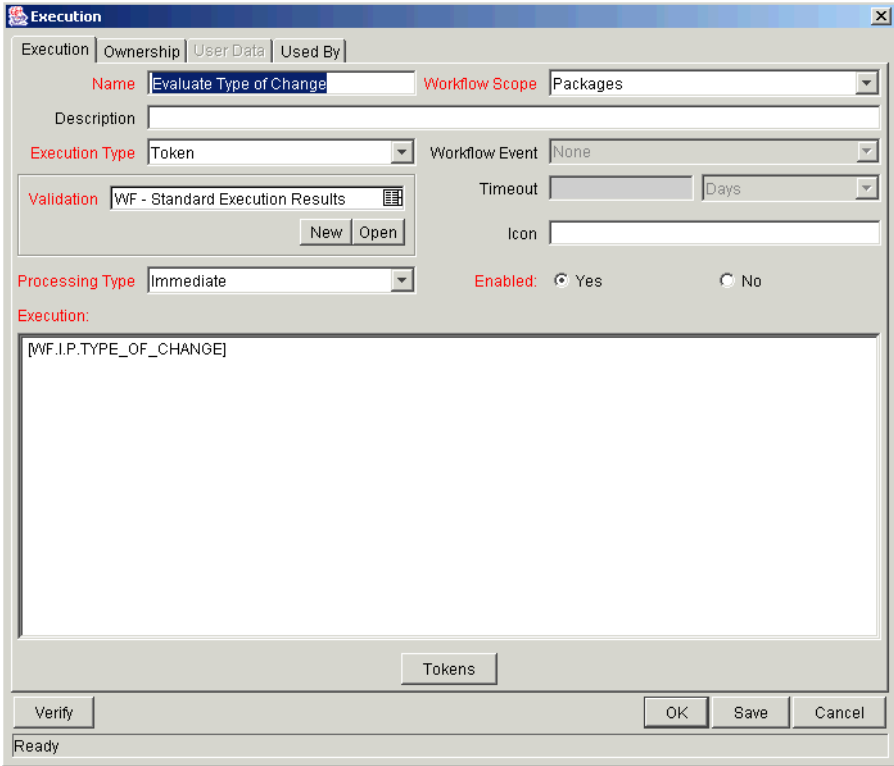 Execution
Execution Ownership User Data Used By
Name Evaluate Type of Change Workflow Scope Packages
Description
Execution Type Token Workflow Event None
Validation WF - Standard Execution Results Timeout Days
New Open Icon
Processing Type Immediate Enabled: Yes No
Execution:
[WF.I.P.TYPE_OF_CHANGE]
Tokens
Verify OK Save Cancel
Ready